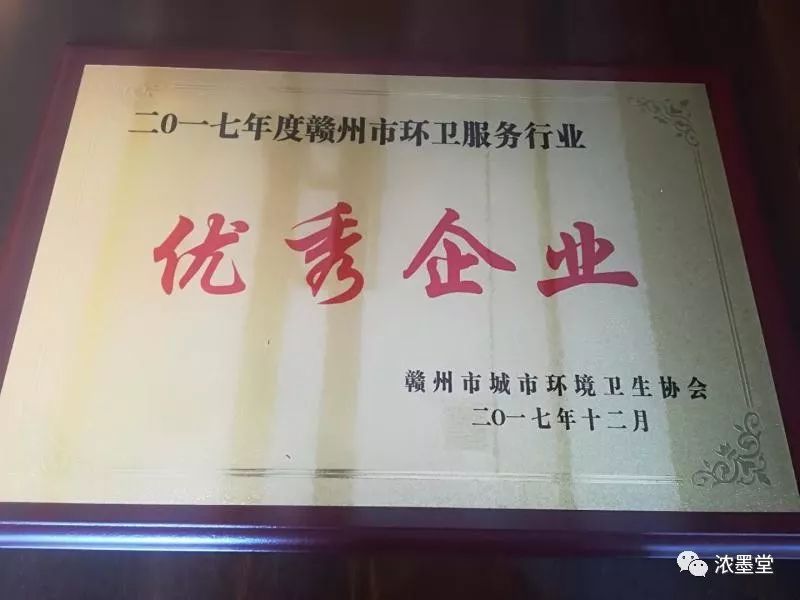 二0一七年度赣州市环卫服务行业
优秀企业
赣州市城市环境卫生协会
二0一七年十二月
浓墨堂